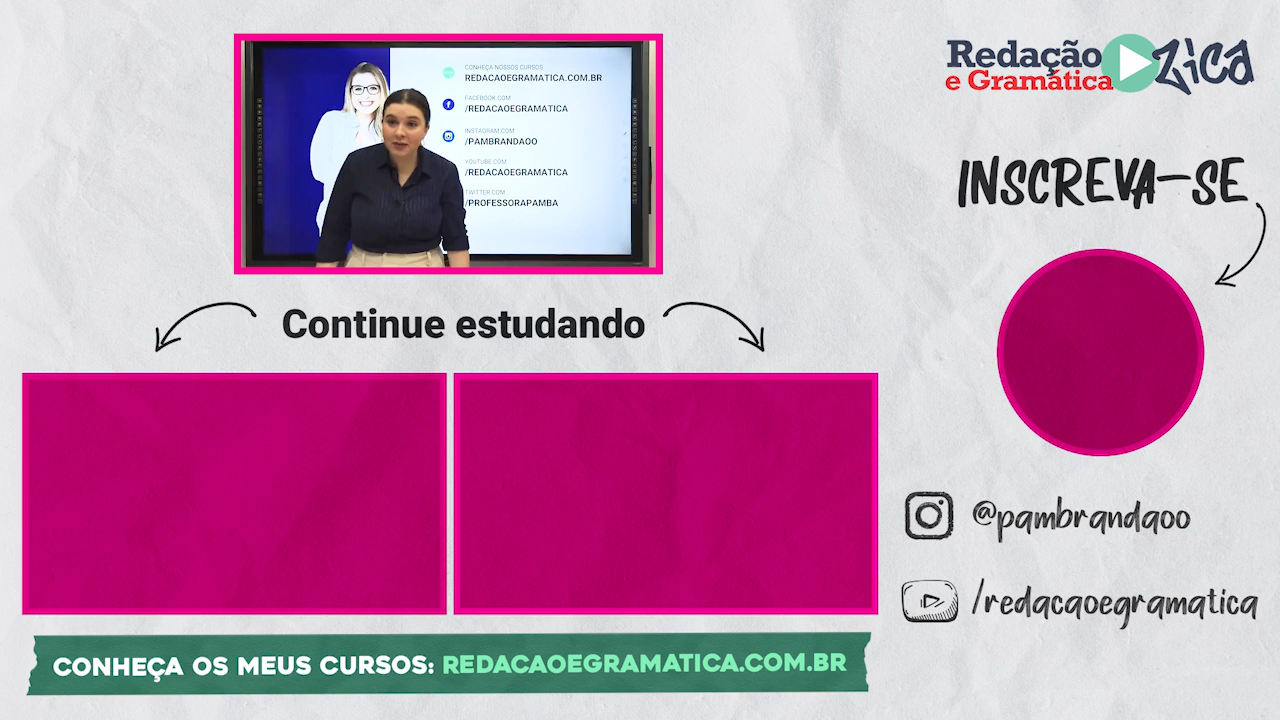 CONHEÇA NOSSOS CURSOS
REDACAOEGRAMATICA.COM.BR
FACEBOOK.COM
/REDACAOEGRAMATICA
INSTAGRAM.COM
/PAMBRANDAOO
YOUTUBE.COM
/REDACAOEGRAMATICA
TWITTER.COM
/PROFESSORAPAMBA
Redação
e Gramática
Zica
INSCREVA-SE
Continue estudando
@pambrandaoo
/redacaoegramatica
CONHEÇA OS MEUS CURSOS: REDACAOEGRAMATICA.COM.BR